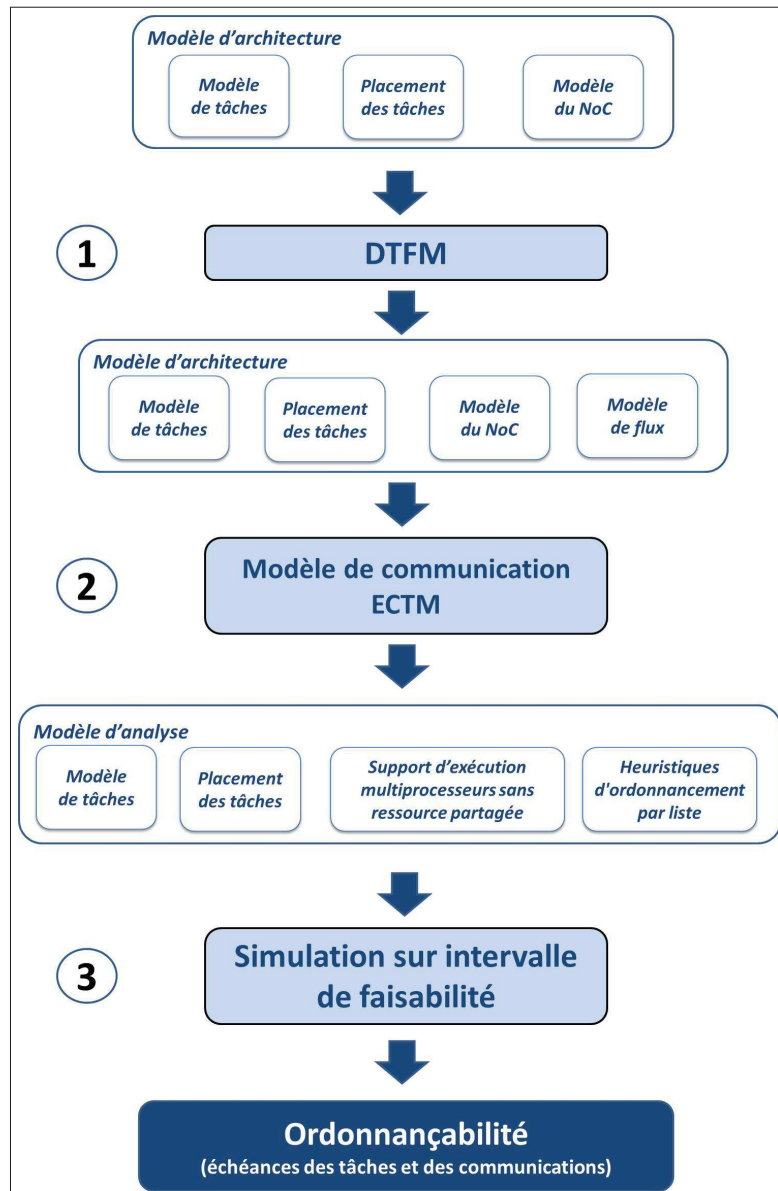 Modèle d'architecture
Modèle
de tâches
Placement
des tâches
Modèle
du NoC
1
DTFM
Modèle d'architecture
Modèle
de tâches
Placement
des tâches
Modèle
du NoC
Modèle
de flux
2
Modèle de communication
ECTM
Modèle d'analyse
Modèle
de tâches
Placement
des tâches
Support d'exécution
multiprocesseurs sans
ressource partagée
Heuristiques
d'ordonnancement
par liste
3
Simulation sur intervalle
de faisabilité
Ordonnançabilité
(échéances des tâches et des communications)